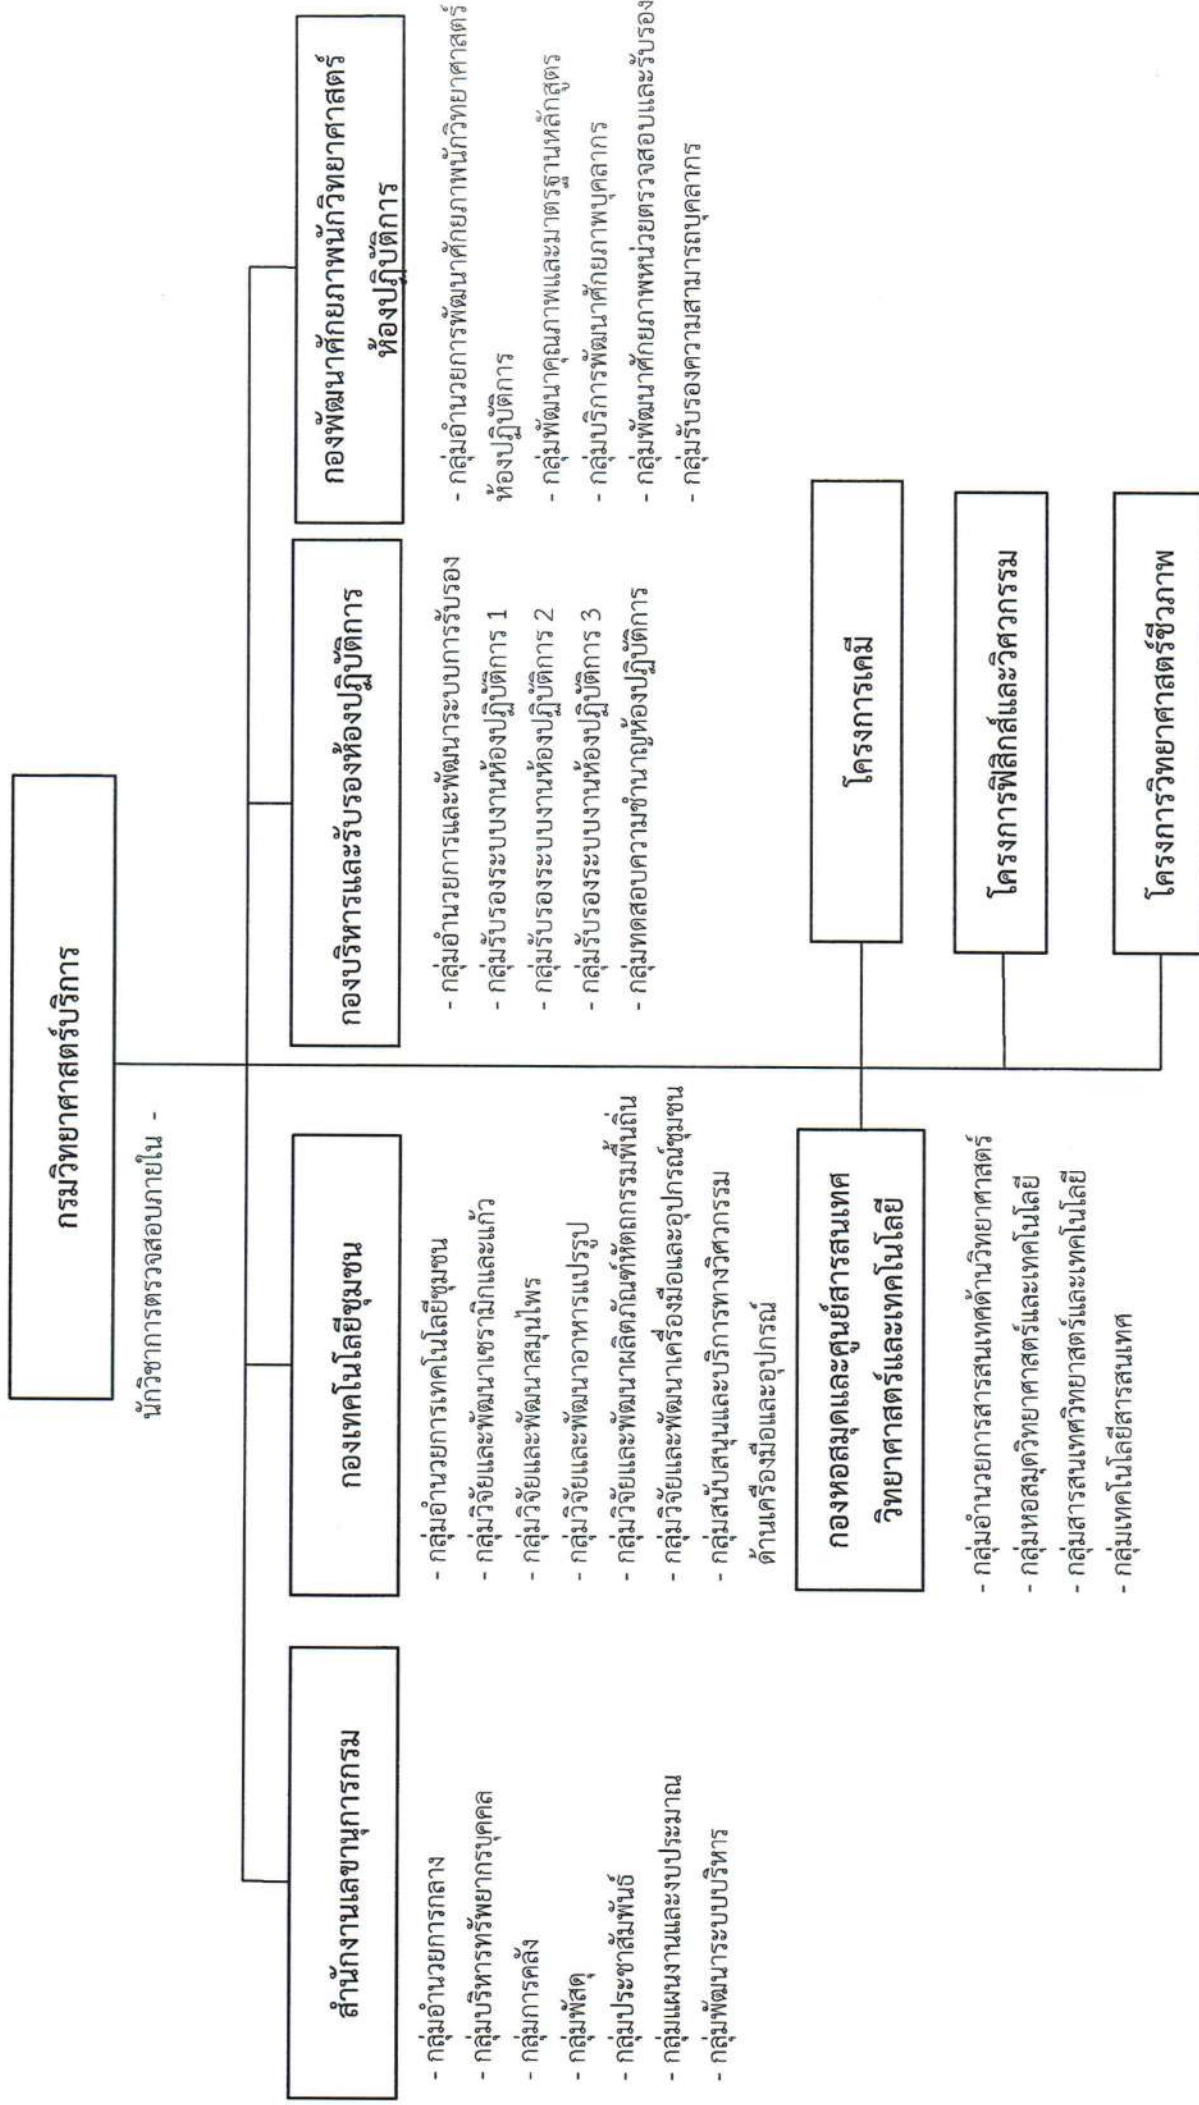 กรมวิทยาศาสตร์บริการ
นักวิชาการตรวจสอบภายใน -
สำนักงานเลขานุการกรม
- กลุ่มอำนวยการกลาง
- กลุ่มบริหารทรัพยากรบุคคล
- กลุ่มการคลัง
- กลุ่มพัสดุ
- กลุ่มประชาสัมพันธ์
- กลุ่มแผนงานและงบประมาณ
- กลุ่มพัฒนาระบบบริหาร
กองเทคโนโลยีชุมชน
- กลุ่มอำนวยการเทคโนโลยีชุมชน
- กลุ่มวิจัยและพัฒนาเซรามิกและแก้ว
- กลุ่มวิจัยและพัฒนาสมุนไพร
- กลุ่มวิจัยและพัฒนาอาหารแปรรูป
- กลุ่มวิจัยและพัฒนาผลิตภัณฑ์หัตถกรรมพื้นถิ่น
- กลุ่มวิจัยและพัฒนาเครื่องมือและอุปกรณ์ชุมชน
- กลุ่มสนับสนุนและบริการทางวิศวกรรม
ด้านเครื่องมือและอุปกรณ์
กองบริหารและรับรองห้องปฏิบัติการ
- กลุ่มอำนวยการและพัฒนาระบบการรับรอง
- กลุ่มรับรองระบบงานห้องปฏิบัติการ 1
- กลุ่มรับรองระบบงานห้องปฏิบัติการ 2
- กลุ่มรับรองระบบงานห้องปฏิบัติการ 3
- กลุ่มทดสอบความชำนาญห้องปฏิบัติการ
กองพัฒนาศักยภาพนักวิทยาศาสตร์
ห้องปฏิบัติการ
- กลุ่มอำนวยการพัฒนาศักยภาพนักวิทยาศาสตร์
ห้องปฏิบัติการ
- กลุ่มพัฒนาคุณภาพและมาตรฐานหลักสูตร
- กลุ่มบริการพัฒนาศักยภาพบุคลากร
- กลุ่มพัฒนาศักยภาพหน่วยตรวจสอบและรับรอง
- กลุ่มรับรองความสามารถบุคลากร
กองหอสมุดและศูนย์สารสนเทศ
วิทยาศาสตร์และเทคโนโลยี
- กลุ่มอำนวยการสารสนเทศด้านวิทยาศาสตร์
- กลุ่มหอสมุดวิทยาศาสตร์และเทคโนโลยี
- กลุ่มสารสนเทศวิทยาศาสตร์และเทคโนโลยี
- กลุ่มเทคโนโลยีสารสนเทศ
โครงการเคมี
โครงการฟิสิกส์และวิศวกรรม
โครงการวิทยาศาสตร์ชีวภาพ